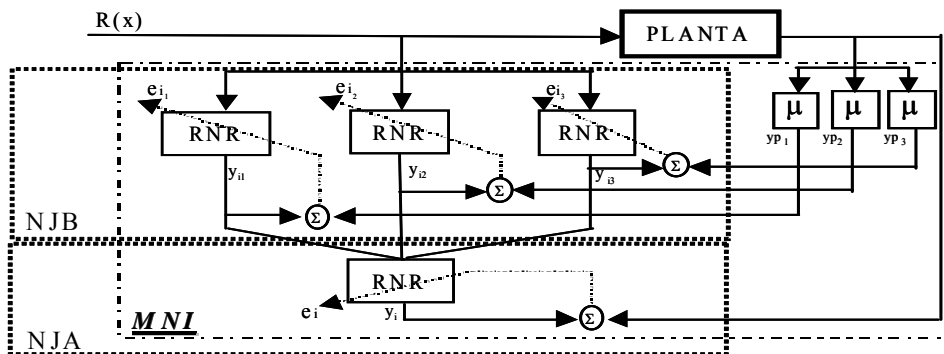 R(x)
PLANTA
e i₁
e i₂
e i₃
µ µ µ
RNR RNR RNR
yp ₁ yp₂ yp ₃
y i1
y i2
y i3
Σ
Σ
Σ
NJB
RNR
e i
y i
Σ
MNI
NJA